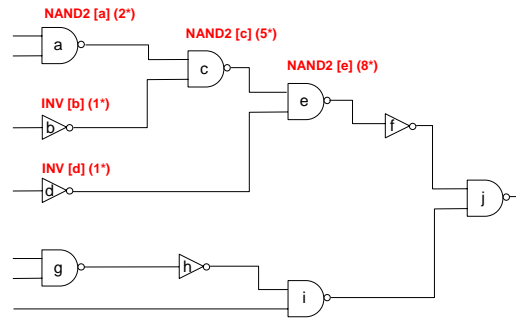 NAND2 [a] (2*)
NAND2 [c] (5*)
NAND2 [e] (8*)
a
c
e
INV [b] (1*)
b
f
INV [d] (1*)
d
j
g
h
i